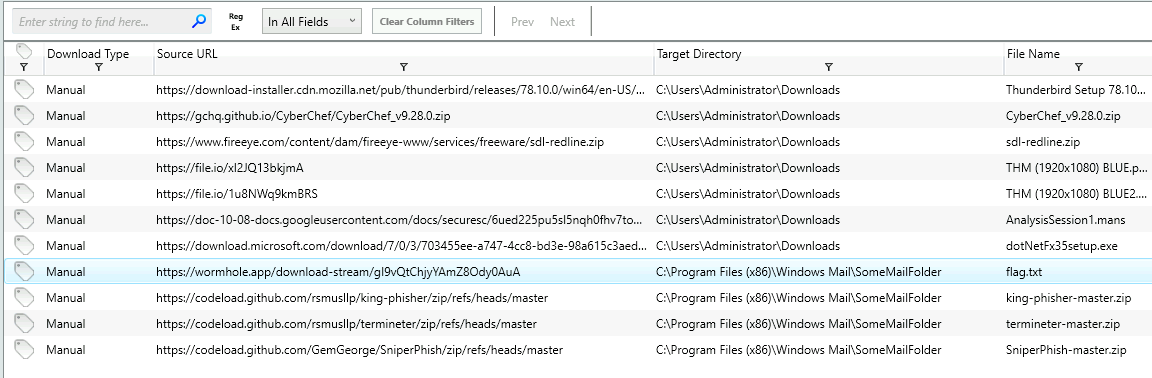 Enter string to find here... Reg Ex In All Fields Clear Column Filters Prev Next
Download Type Source URL Target Directory File Name
Manual https://download-installer.cdn.mozilla.net/pub/thunderbird/releases/78.10.0/win64/en-US/... C:\Users\Administrator\Downloads Thunderbird Setup 78.10...
Manual https://gchq.github.io/CyberChef/CyberChef_v9.28.0.zip C:\Users\Administrator\Downloads CyberChef_v9.28.0.zip
Manual https://www.fireeye.com/content/dam/fireeye-www/services/freeware/sdl-redline.zip C:\Users\Administrator\Downloads sdl-redline.zip
Manual https://file.io/xl2JQ13bkjmA C:\Users\Administrator\Downloads THM (1920x1080) BLUE.p...
Manual https://file.io/1u8NWq9kmBRS C:\Users\Administrator\Downloads THM (1920x1080) BLUE2....
Manual https://doc-10-08-docs.googleusercontent.com/docs/securesc/6ued225pu5sl5nqh0fhv7to... C:\Users\Administrator\Downloads AnalysisSession1.mans
Manual https://download.microsoft.com/download/7/0/3/703455ee-a747-4cc8-bd3e-98a615c3aed... C:\Users\Administrator\Downloads dotNetFx35setup.exe
Manual https://wormhole.app/download-stream/gI9vQtChjyYAmZ8Ody0AuA C:\Program Files (x86)\Windows Mail\SomeMailFolder flag.txt
Manual https://codeload.github.com/rsmusllp/king-phisher/zip/refs/heads/master C:\Program Files (x86)\Windows Mail\SomeMailFolder king-phisher-master.zip
Manual https://codeload.github.com/rsmusllp/termineter/zip/refs/heads/master C:\Program Files (x86)\Windows Mail\SomeMailFolder termineter-master.zip
Manual https://codeload.github.com/GemGeorge/SniperPhish/zip/refs/heads/master C:\Program Files (x86)\Windows Mail\SomeMailFolder SniperPhish-master.zip